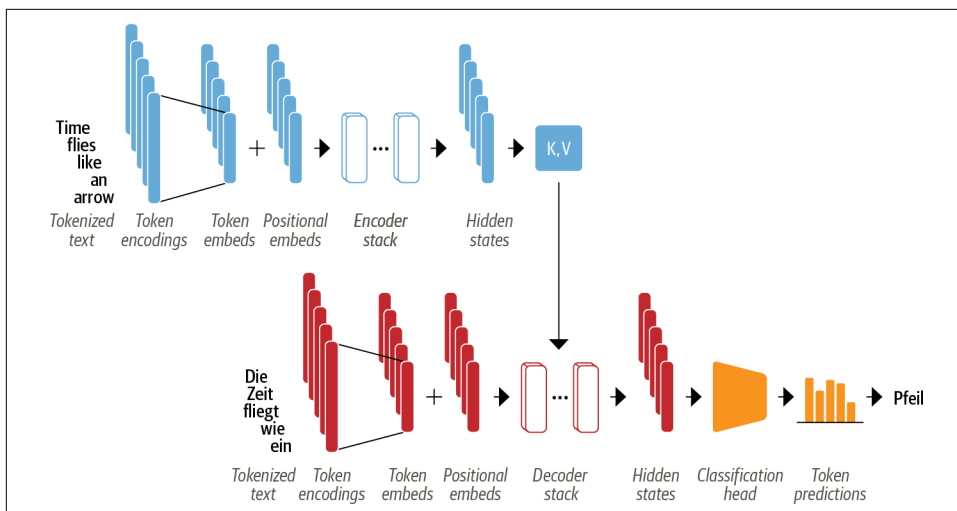 Time
flies
like
an
arrow
K, V
Tokenized
text
Token
encodings
Token
embeds
Positional
embeds
Encoder
stack
Hidden
states
Die
Zeit
fliegt
wie
ein
Pfeil
Tokenized
text
Token
encodings
Token
embeds
Positional
embeds
Decoder
stack
Hidden
states
Classification
head
Token
predictions